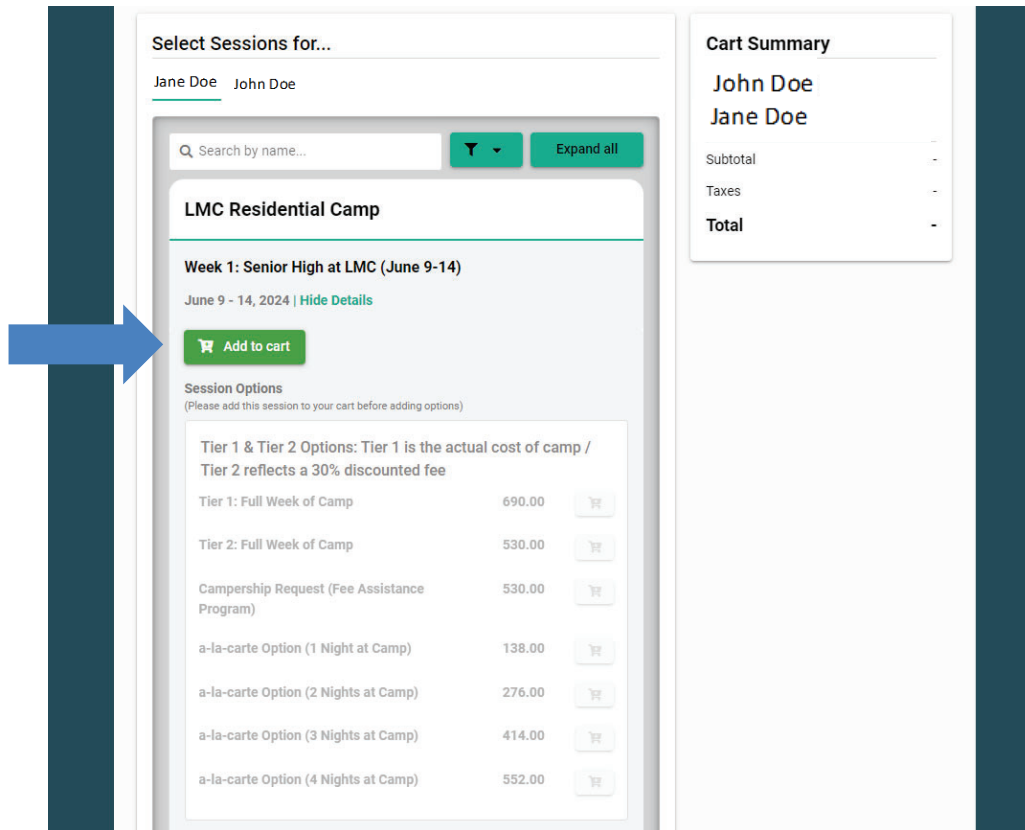 Select Sessions for...
Jane Doe John Doe
Search by name...
Expand all
LMC Residential Camp
Week 1: Senior High at LMC (June 9-14)
June 9 - 14, 2024 | Hide Details
Add to cart
Session Options
(Please add this session to your cart before adding options)
Tier 1 & Tier 2 Options: Tier 1 is the actual cost of camp /
Tier 2 reflects a 30% discounted fee
Tier 1: Full Week of Camp 690.00
Tier 2: Full Week of Camp 530.00
Campership Request (Fee Assistance 530.00
Program)
a-la-carte Option (1 Night at Camp) 138.00
a-la-carte Option (2 Nights at Camp) 276.00
a-la-carte Option (3 Nights at Camp) 414.00
a-la-carte Option (4 Nights at Camp) 552.00
Cart Summary
John Doe
Jane Doe
Subtotal -
Taxes -
Total -